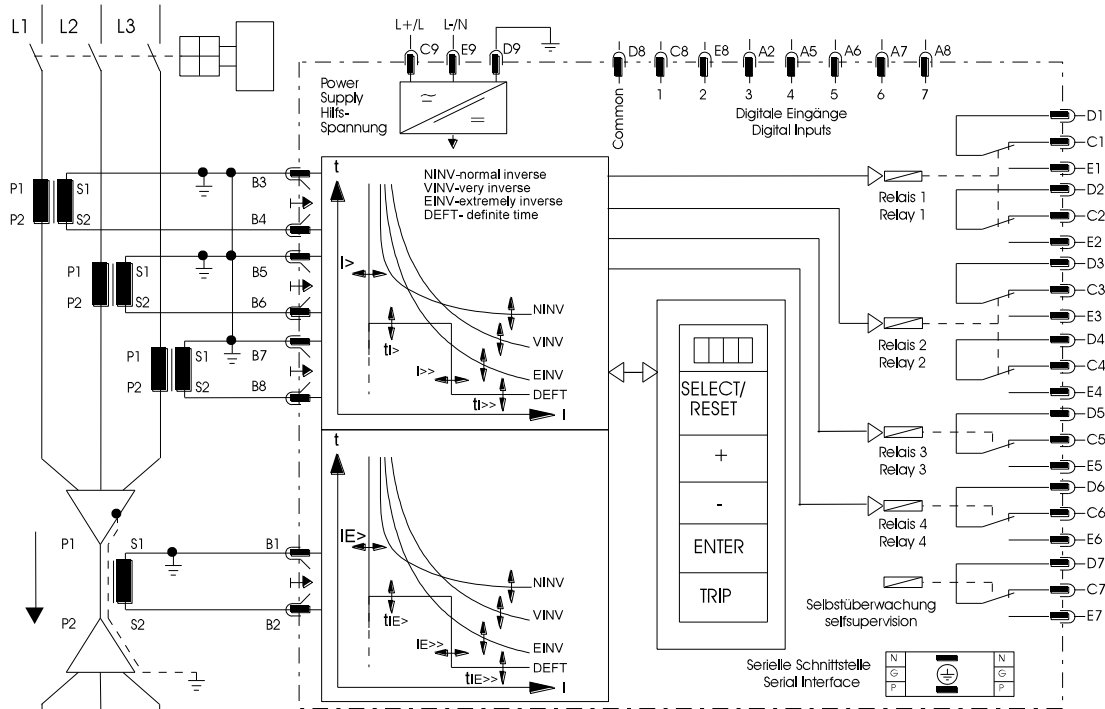 L1 L2 L3
L+/L L-/N
C9 E9 D9
Power
Supply
Hilfs-
Spannung
D8 C8 E8 A2 A5 A6 A7 A8
Common 1 2 3 4 5 6 7
Digitale Eingänge
Digital Inputs
P1 S1
P2 S2
P1 S1
P2 S2
P1 S1
P2 S2
P1 S1
P2 S2
B3
B4
B5
B6
B7
B8
B1
B2
t
NINV-normal inverse
VINV-very inverse
EINV-extremely inverse
DEFT- definite time
I>
tI>
I>>
tI>>
NINV
VINV
EINV
DEFT
I
t
IE>
tIE>
IE>>
tIE>>
NINV
VINV
EINV
DEFT
I
SELECT/
RESET
+
-
ENTER
TRIP
Relais 1
Relay 1
Relais 2
Relay 2
Relais 3
Relay 3
Relais 4
Relay 4
Selbstüberwachung
selfsupervision
Serielle Schnittstelle
Serial Interface
N N
G G
P P
D1
C1
E1
D2
C2
E2
D3
C3
E3
D4
C4
E4
D5
C5
E5
D6
C6
E6
D7
C7
E7